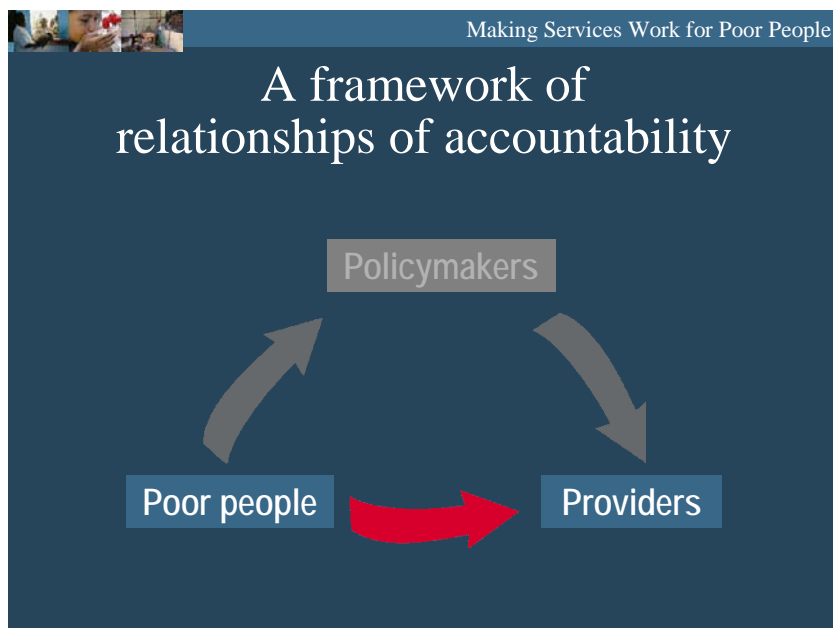 Making Services Work for Poor People
A framework of
relationships of accountability
Policymakers
Poor people
Providers